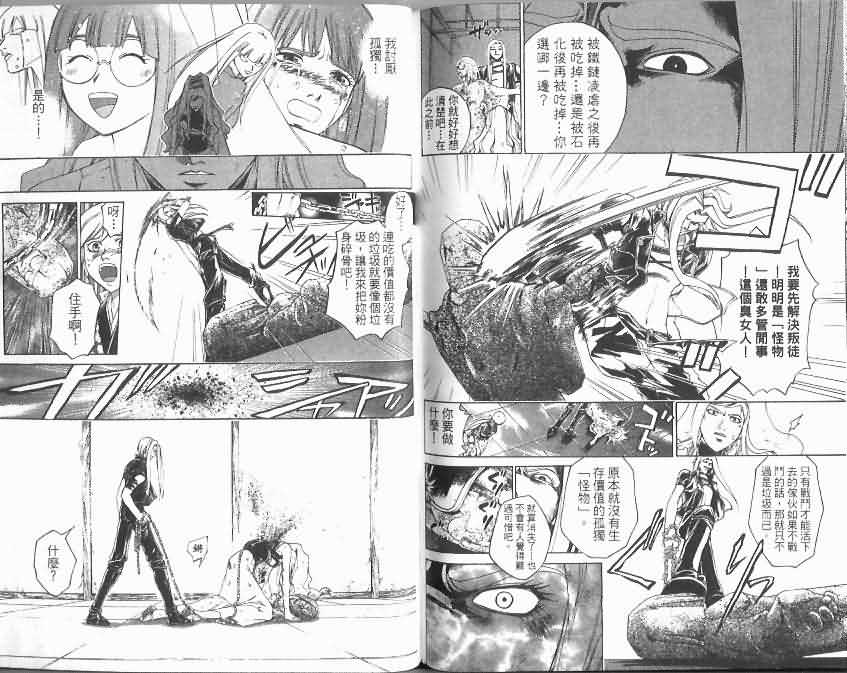 被鐵鏈凌虐之後再
被吃掉…還是被石
化後再被吃掉…你
選哪一邊?
你就好好想
清楚吧…在
此之前…
我要先解決叛徒
!明明是「怪物
」還敢多管閒事
!這個臭女人!
你要做
什麼!
只有戰鬥才能活下
去的傢伙如果不戰
鬥的話,那就只不
過是垃圾而已。
原本就沒有生
存價值的孤獨
「怪物」。
就算消失了也
不會有人覺得難
過可惜吧。
我討厭
孤獨…
是的…!
好了…
連吃的價值都沒有
的垃圾就要像個垃
圾,讓我來把妳粉
身碎骨吧!
呀…
住手啊!
鏘
什麼?